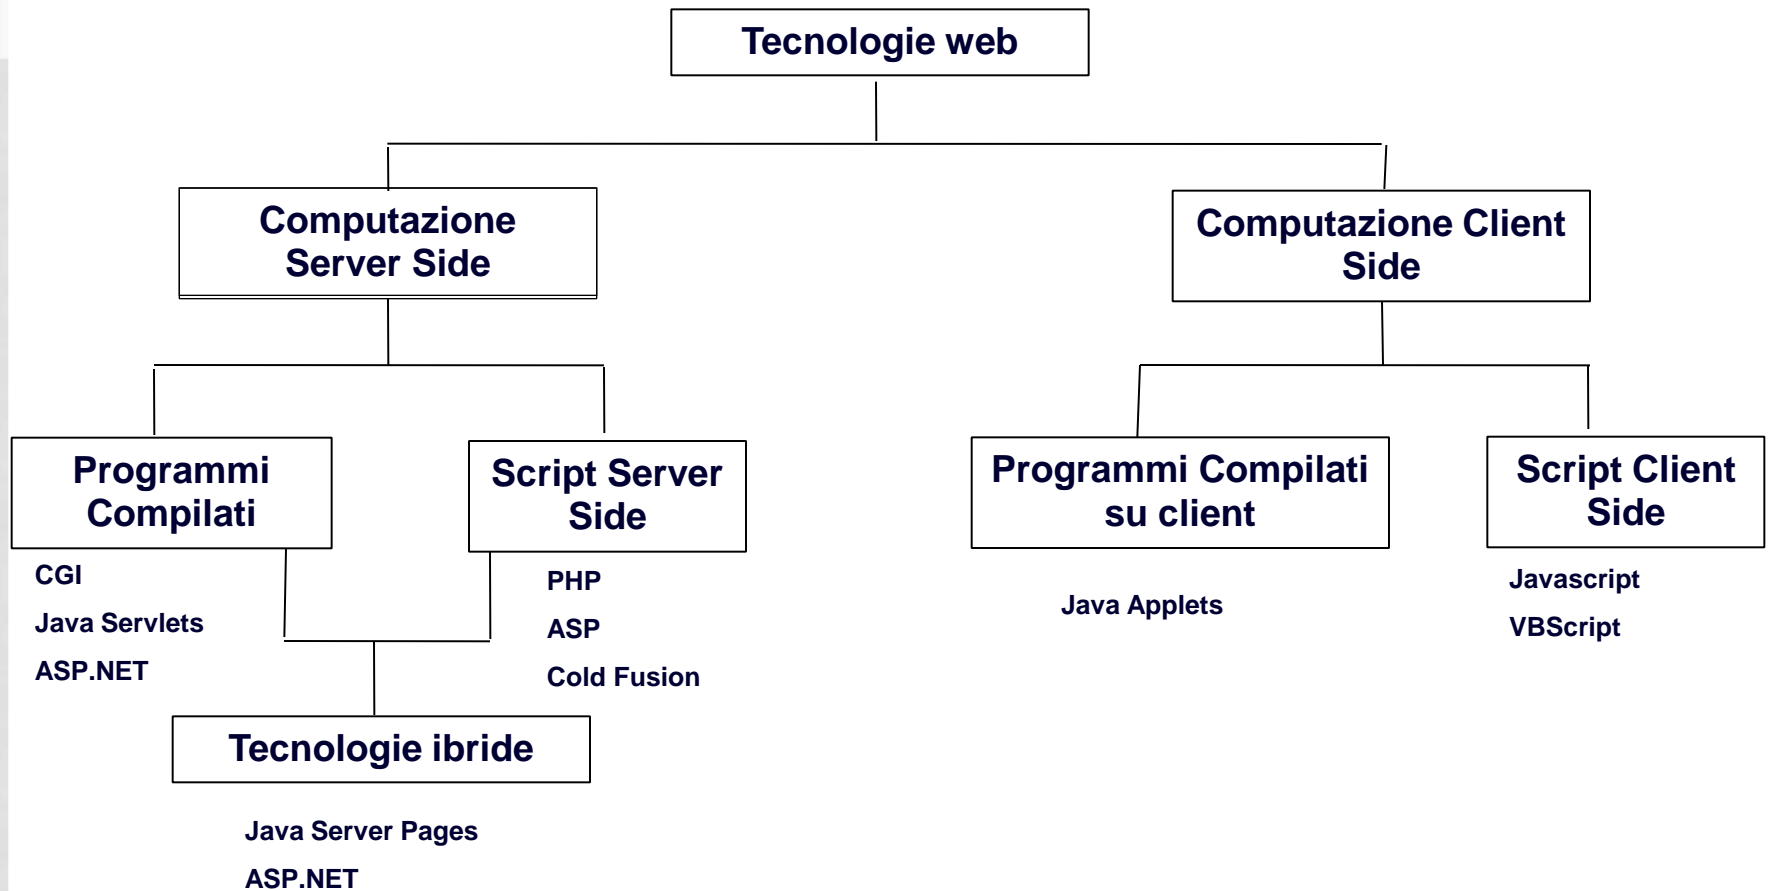 Tecnologie web
Computazione
Server Side
Computazione Client
Side
Programmi
Compilati
Script Server
Side
Programmi Compilati
su client
Script Client
Side
CGI
Java Servlets
ASP.NET
PHP
ASP
Cold Fusion
Java Applets
Javascript
VBScript
Tecnologie ibride
Java Server Pages
ASP.NET